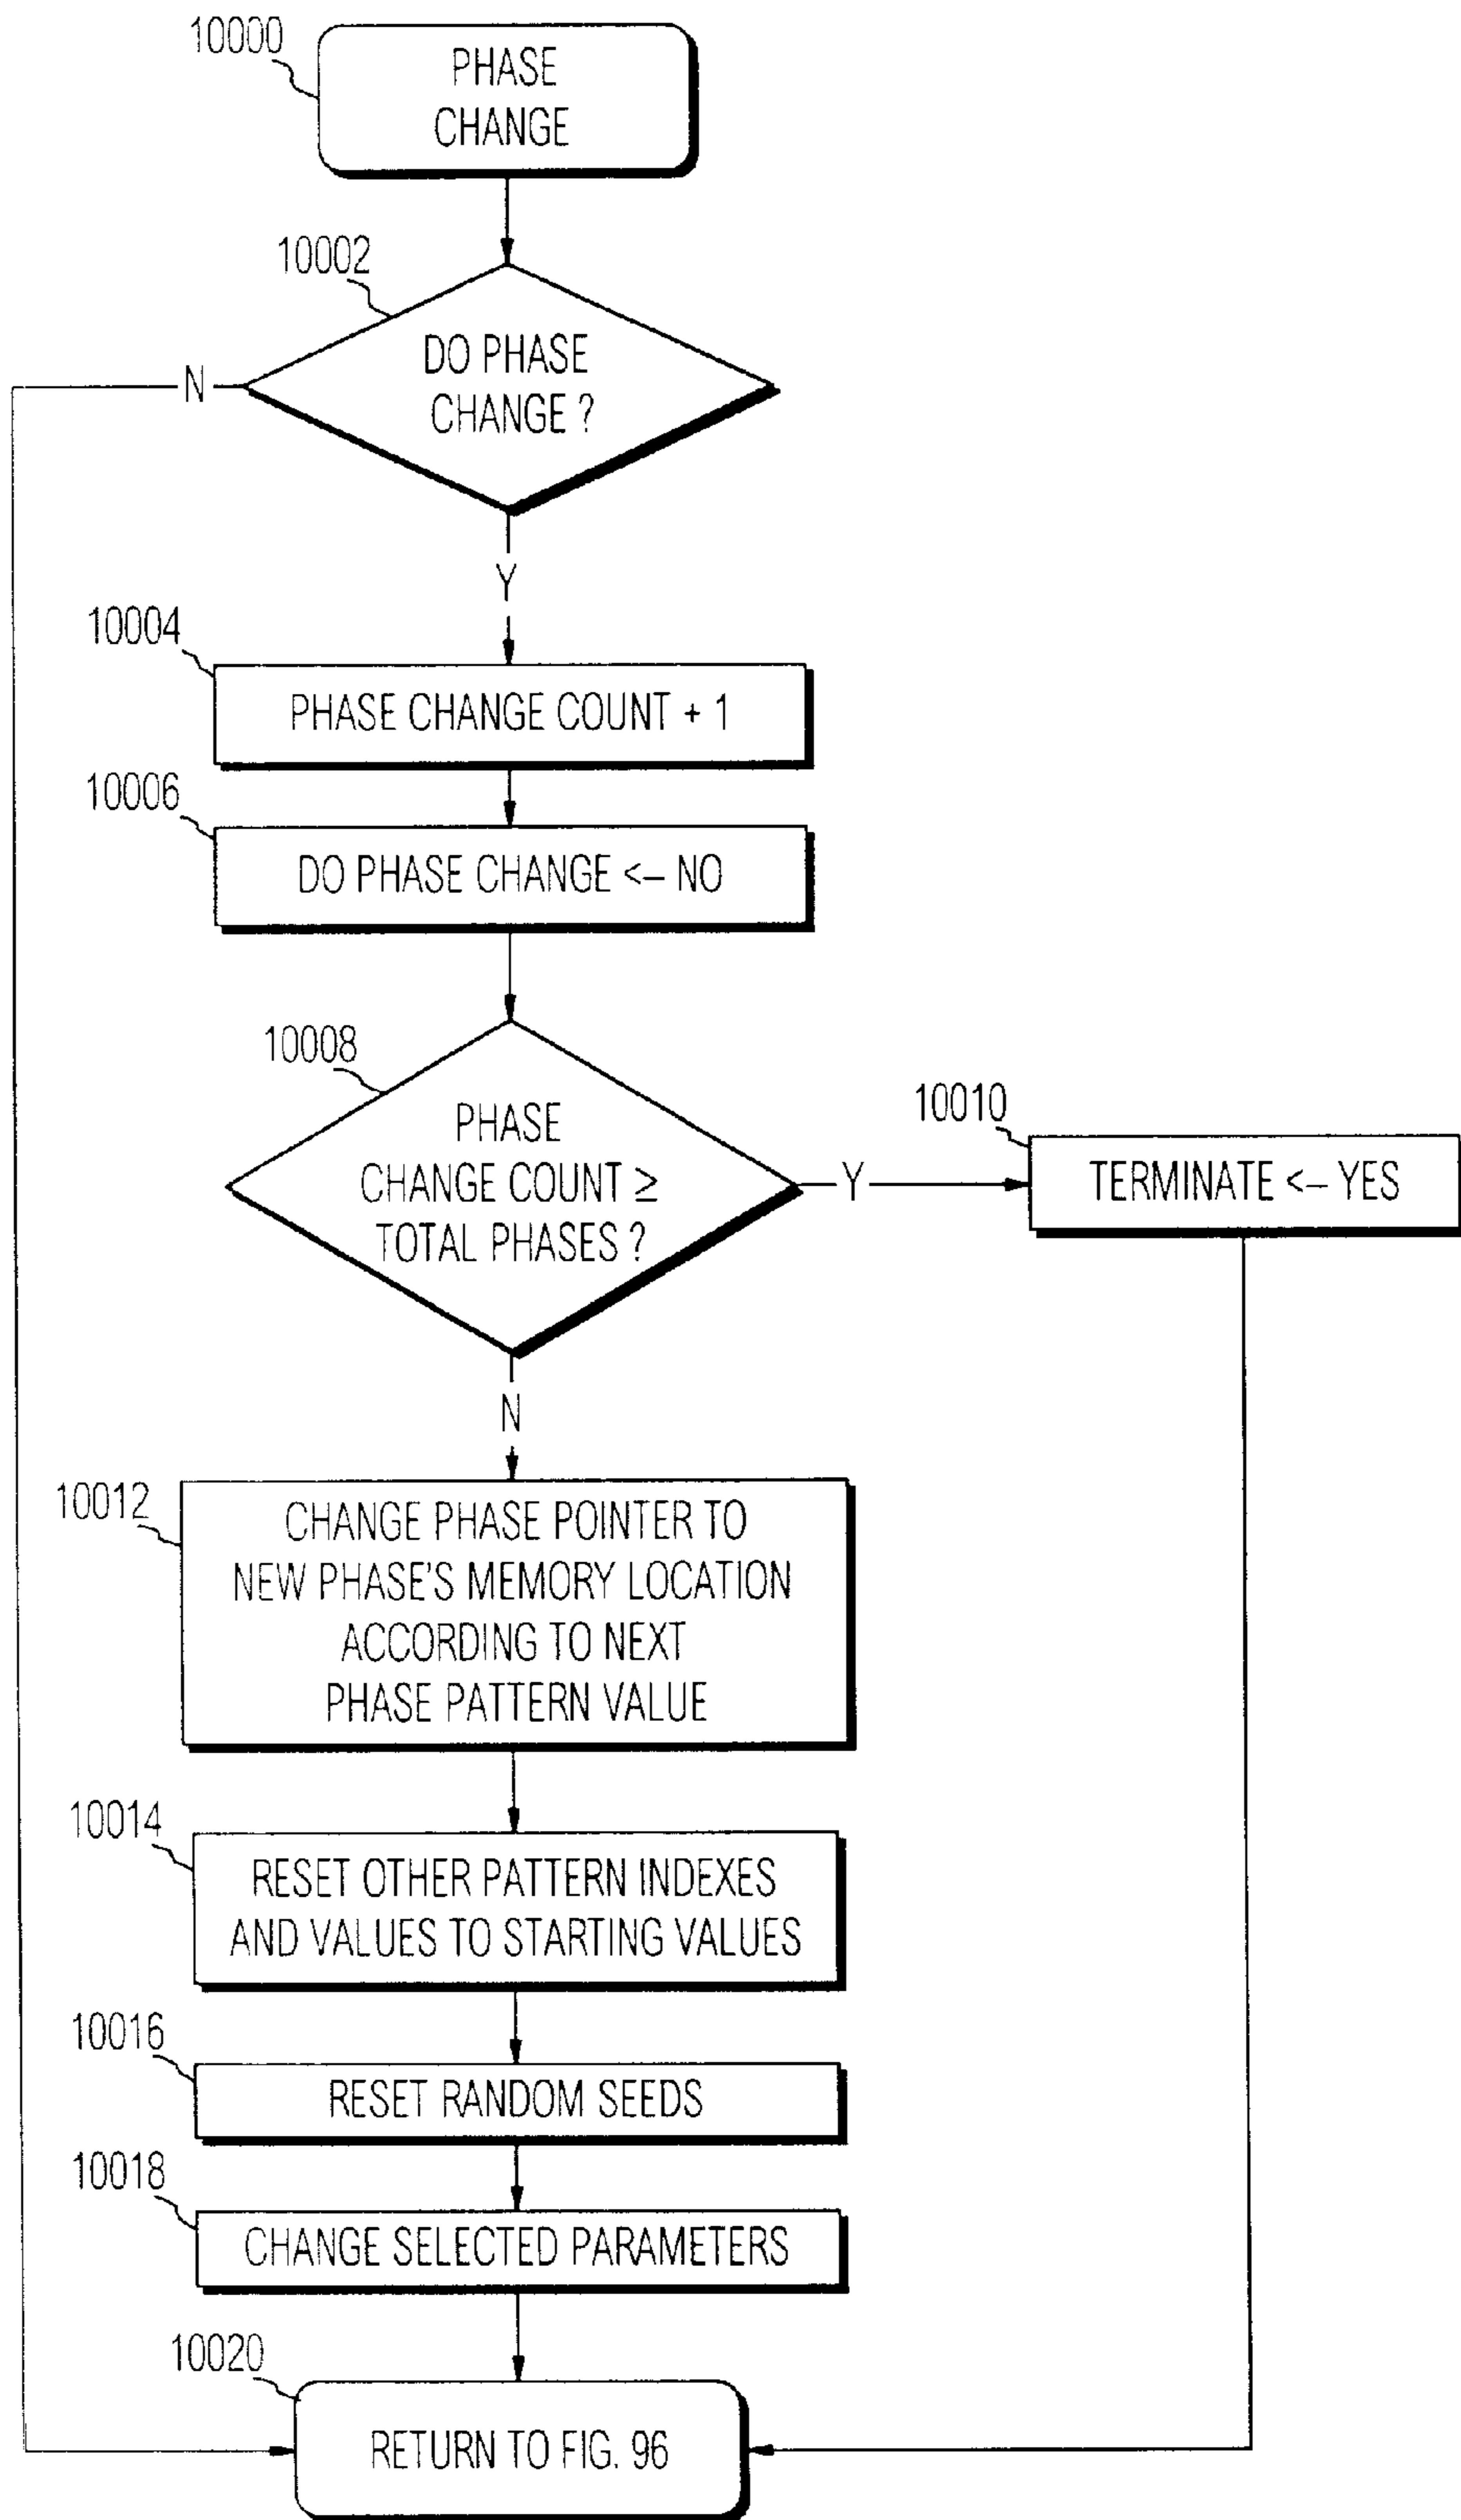 10000
PHASE
CHANGE
10002
DO PHASE
CHANGE ?
N
Y
10004
PHASE CHANGE COUNT + 1
10006
DO PHASE CHANGE <– NO
10008
PHASE
CHANGE COUNT ≥
TOTAL PHASES ?
Y
10010
TERMINATE <– YES
N
10012
CHANGE PHASE POINTER TO
NEW PHASE'S MEMORY LOCATION
ACCORDING TO NEXT
PHASE PATTERN VALUE
10014
RESET OTHER PATTERN INDEXES
AND VALUES TO STARTING VALUES
10016
RESET RANDOM SEEDS
10018
CHANGE SELECTED PARAMETERS
10020
RETURN TO FIG. 96